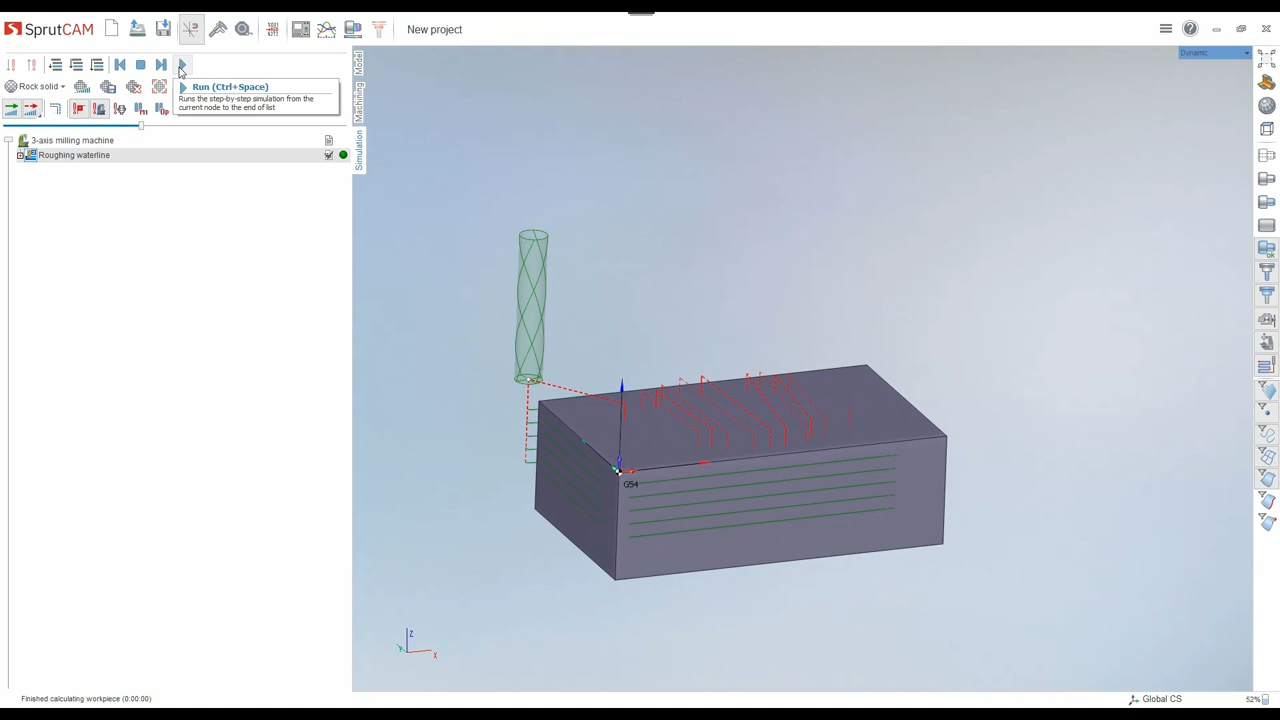 SprutCAM
New project
Dynamic
Rock solid
Run (Ctrl+Space)
Runs the step-by-step simulation from the
current node to the end of list
Model
Machining
Simulation
3-axis milling machine
Roughing waterline
G54
Z
Y
X
Finished calculating workpiece (0:00:00)
Global CS
52%